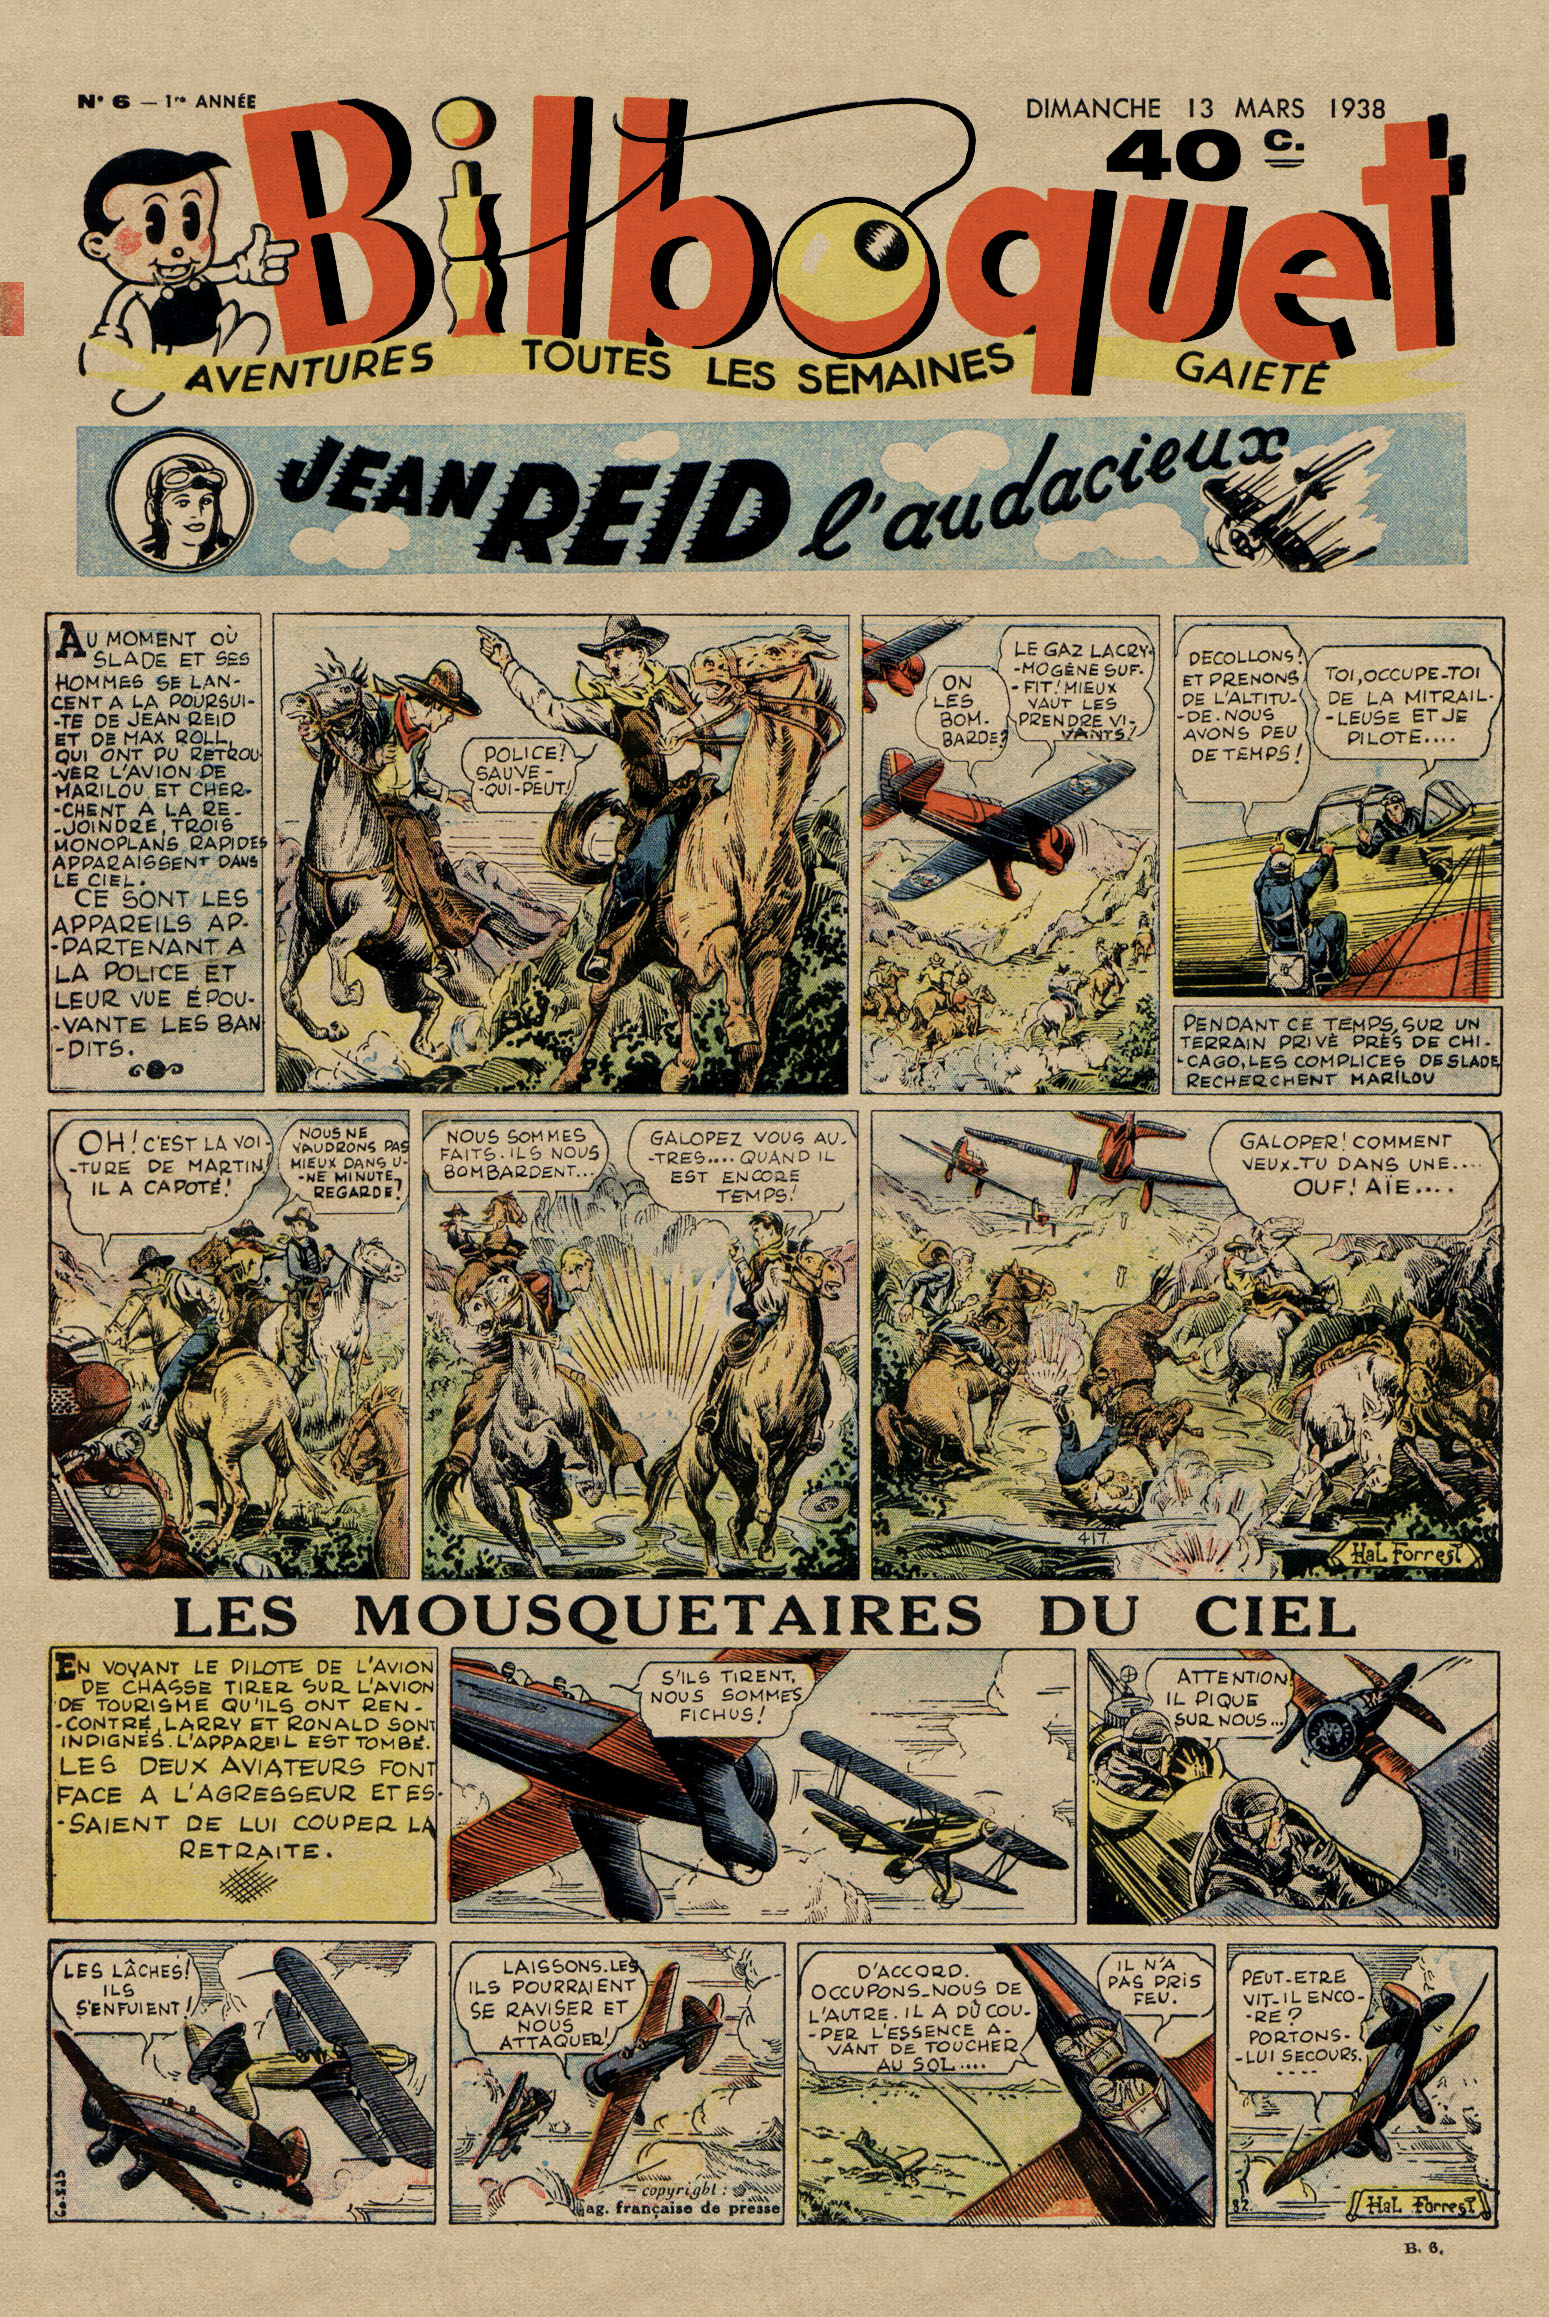 N° 6 — 1re ANNÉE
DIMANCHE 13 MARS 1938
40 c.
Bilboquet
AVENTURES TOUTES LES SEMAINES GAIETÉ
JEAN REID l'audacieux
AU MOMENT OÙ
SLADE ET SES
HOMMES SE LAN-
CENT A LA POURSUI-
-TE DE JEAN REID
ET DE MAX ROLL,
QUI ONT PU RETROU-
-VER L'AVION DE
MARILOU ET CHER-
-CHENT A LA RE-
-JOINDRE, TROIS
MONOPLANS RAPIDES
APPARAISSENT DANS
LE CIEL.
CE SONT LES
APPAREILS AP-
-PARTENANT A
LA POLICE ET
LEUR VUE ÉPOU-
-VANTE LES BAN
-DITS.
POLICE!
SAUVE-
-QUI-PEUT!
ON
LES
BOM-
BARDE?
LE GAZ LACRY-
-MOGÈNE SUF-
-FIT! MIEUX
VAUT LES
PRENDRE VI-
VANTS!
DECOLLONS!
ET PRENONS
DE L'ALTITU-
-DE. NOUS
AVONS PEU
DE TEMPS!
TOI, OCCUPE-TOI
DE LA MITRAIL-
-LEUSE ET JE
PILOTE....
PENDANT CE TEMPS, SUR UN
TERRAIN PRIVÉ PRÈS DE CHI-
-CAGO, LES COMPLICES DE SLADE
RECHERCHENT MARILOU
OH! C'EST LA VOI-
-TURE DE MARTIN!
IL A CAPOTÉ!
NOUS NE
VAUDRONS PAS
MIEUX DANS U-
-NE MINUTE,
REGARDE?
NOUS SOMMES
FAITS. ILS NOUS
BOMBARDENT...
GALOPEZ VOUS AU-
-TRES.... QUAND IL
EST ENCORE
TEMPS!
GALOPER! COMMENT
VEUX-TU DANS UNE....
OUF! AÏE....
417
Hal Forrest
LES MOUSQUETAIRES DU CIEL
EN VOYANT LE PILOTE DE L'AVION
DE CHASSE TIRER SUR L'AVION
DE TOURISME QU'ILS ONT REN-
-CONTRÉ, LARRY ET RONALD SONT
INDIGNÉS. L'APPAREIL EST TOMBÉ.
LES DEUX AVIATEURS FONT
FACE A L'AGRESSEUR ET ES-
-SAIENT DE LUI COUPER LA
RETRAITE.
S'ILS TIRENT,
NOUS SOMMES
FICHUS!
ATTENTION!
IL PIQUE
SUR NOUS...
LES LÂCHES!
ILS
S'ENFUIENT!
LAISSONS-LES
ILS POURRAIENT
SE RAVISER ET
NOUS
ATTAQUER!
copyright :
ag. française de presse
D'ACCORD.
OCCUPONS-NOUS DE
L'AUTRE. IL A DÛ COU-
-PER L'ESSENCE A-
VANT DE TOUCHER
AU SOL....
IL N'A
PAS PRIS
FEU.
PEUT-ETRE
VIT-IL ENCO-
-RE?
PORTONS-
-LUI SECOURS.
....
82.
Hal Forrest
B. 6.